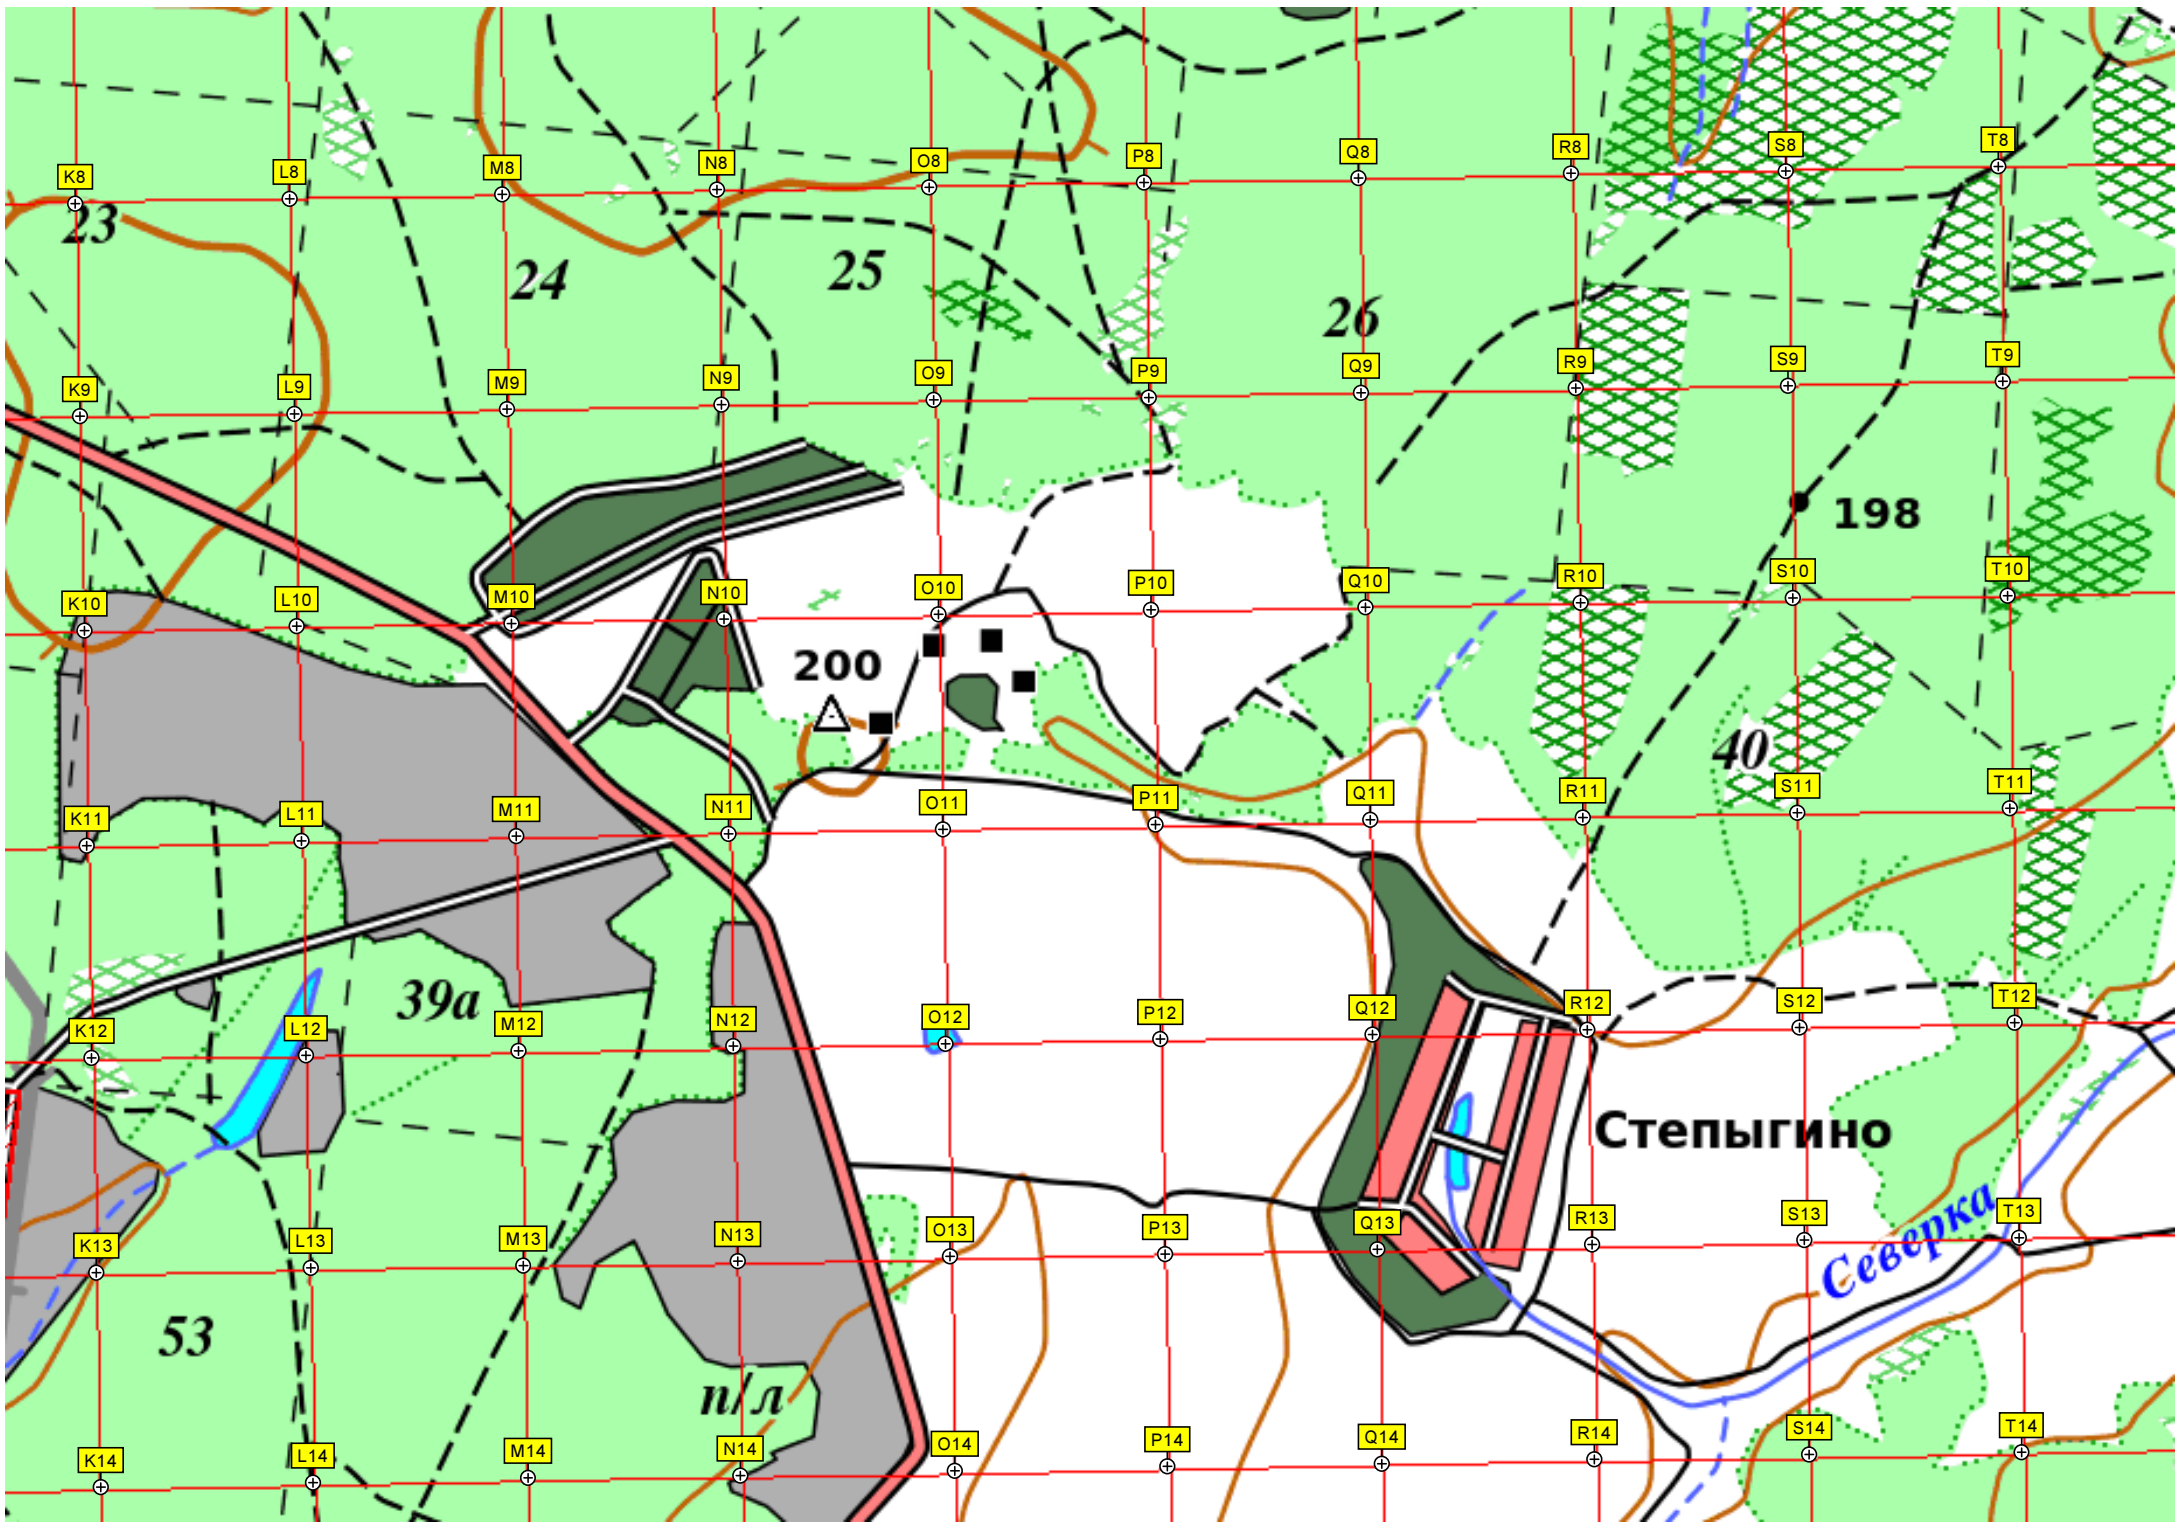 K8 L8 M8 N8 O8 P8 Q8 R8 S8 T8
23
24
25
26
K9 L9 M9 N9 O9 P9 Q9 R9 S9 T9
198
K10 L10 M10 N10 O10 P10 Q10 R10 S10 T10
200
40
K11 L11 M11 N11 O11 P11 Q11 R11 S11 T11
39а
K12 L12 M12 N12 O12 P12 Q12 R12 S12 T12
Степыгино
Северка
K13 L13 M13 N13 O13 P13 Q13 R13 S13 T13
53
п/л
K14 L14 M14 N14 O14 P14 Q14 R14 S14 T14